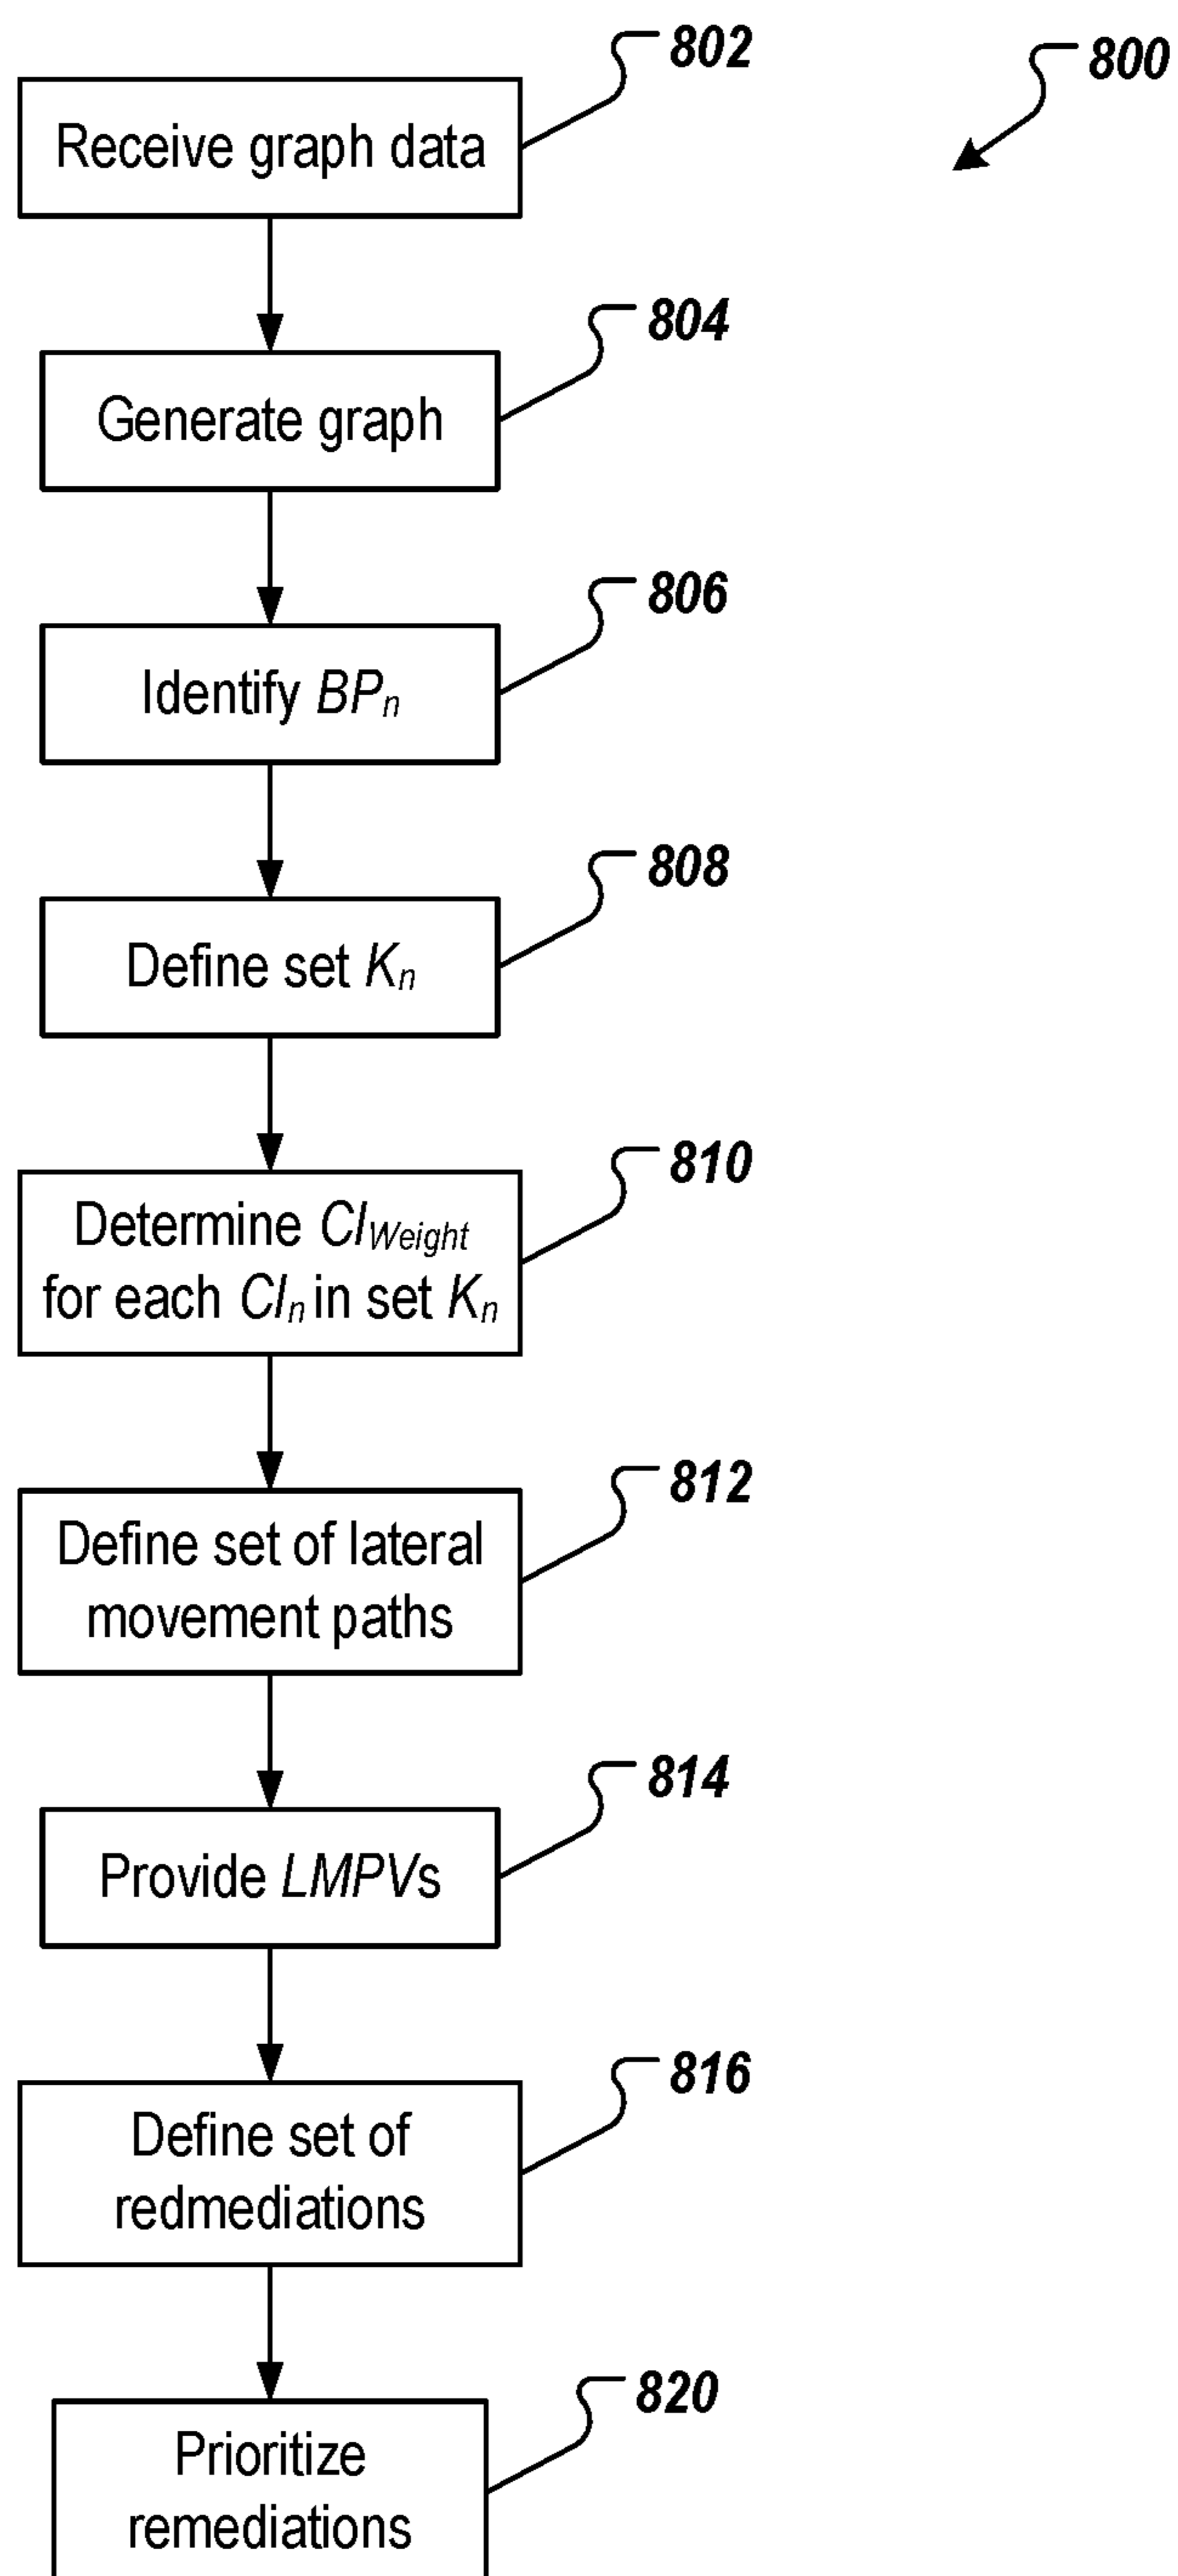 802
800
Receive graph data
804
Generate graph
806
Identify BPn
808
Define set Kn
810
Determine CIWeight
for each CIn in set Kn
812
Define set of lateral
movement paths
814
Provide LMPVs
816
Define set of
redmediations
820
Prioritize
remediations